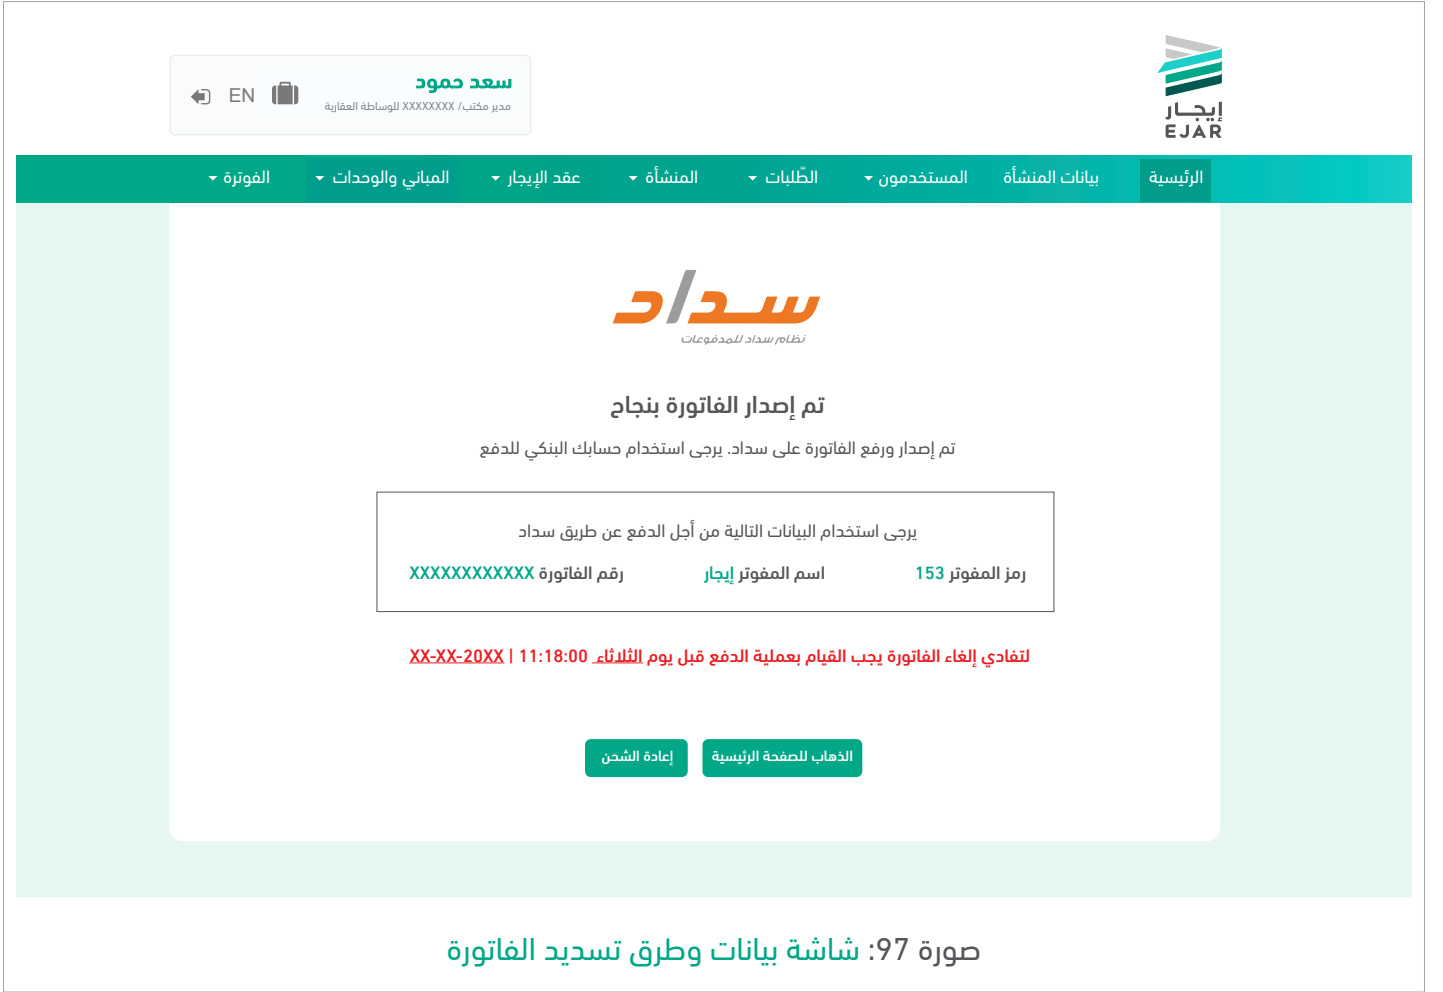 سعد حمود
مدير مكتب/ XXXXXXXX للوساطة العقارية
EN
إيجار
EJAR
الرئيسية بيانات المنشأة المستخدمون الطّلبات المنشأة عقد الإيجار المباني والوحدات الفوترة
سداد
نظام سداد للمدفوعات
تم إصدار الفاتورة بنجاح
تم إصدار ورفع الفاتورة على سداد. يرجى استخدام حسابك البنكي للدفع
يرجى استخدام البيانات التالية من أجل الدفع عن طريق سداد
رمز المفوتر 153 اسم المفوتر إيجار رقم الفاتورة XXXXXXXXXXXX
لتفادي إلغاء الفاتورة يجب القيام بعملية الدفع قبل يوم الثلاثاء 11:18:00 | XX-XX-20XX
الذهاب للصفحة الرئيسية إعادة الشحن
صورة 97: شاشة بيانات وطرق تسديد الفاتورة